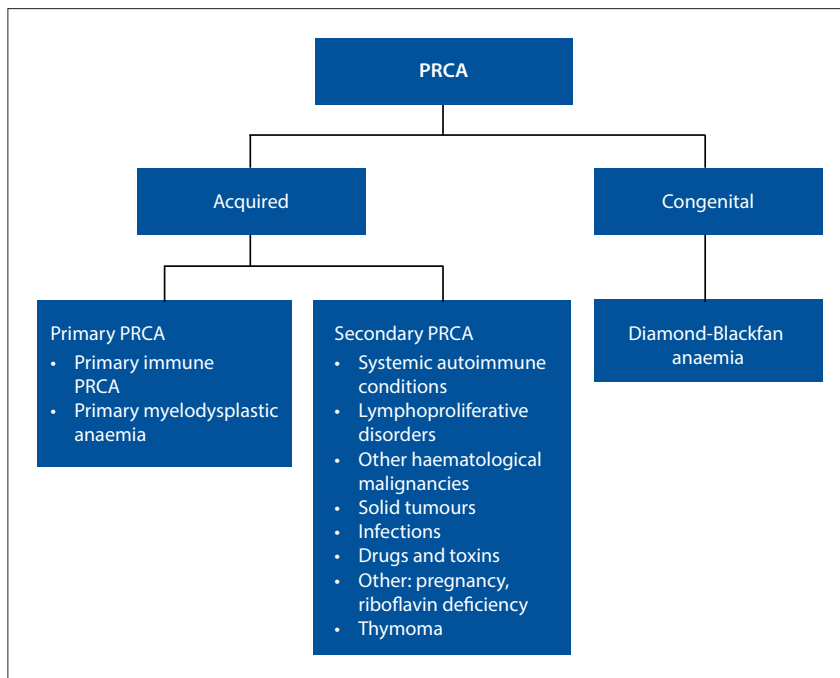 PRCA
Acquired
Congenital
Primary PRCA
• Primary immune
PRCA
• Primary myelodysplastic
anaemia
Secondary PRCA
• Systemic autoimmune
conditions
• Lymphoproliferative
disorders
• Other haematological
malignancies
• Solid tumours
• Infections
• Drugs and toxins
• Other: pregnancy,
riboflavin deficiency
• Thymoma
Diamond-Blackfan
anaemia